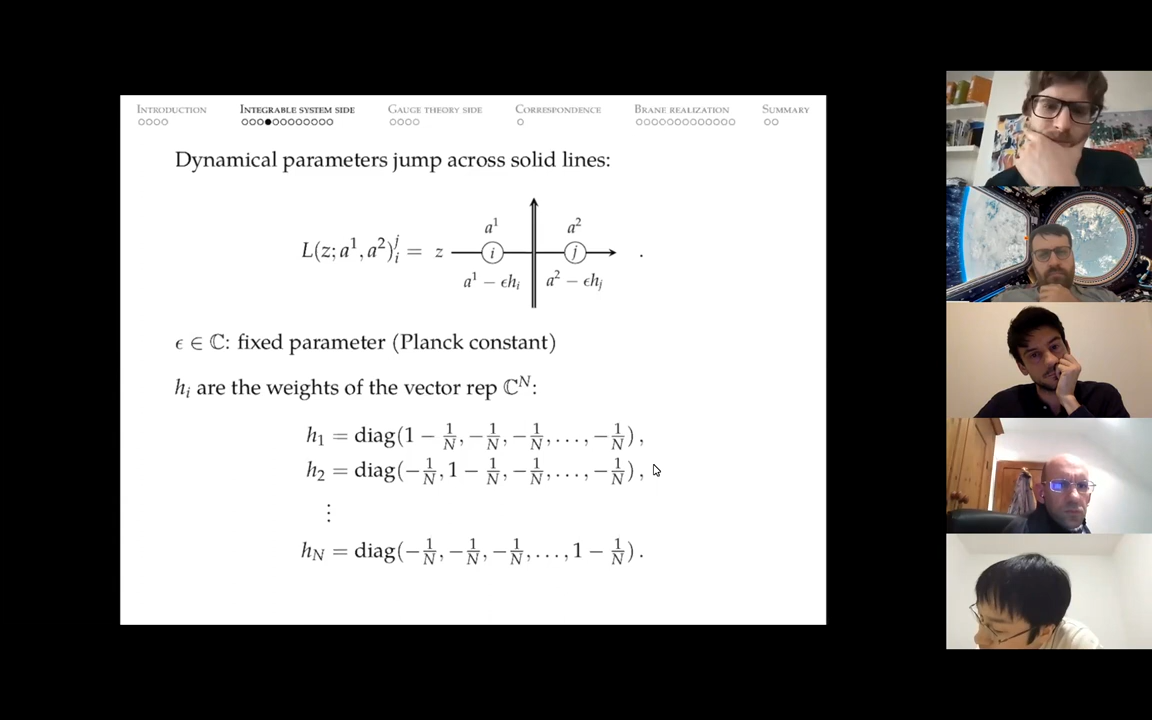 INTRODUCTION INTEGRABLE SYSTEM SIDE GAUGE THEORY SIDE CORRESPONDENCE BRANE REALIZATION SUMMARY
Dynamical parameters jump across solid lines:
a¹ a²
L(z; a¹, a²)ᵢʲ = z i j .
a¹ − ϵhᵢ a² − ϵhⱼ
ϵ ∈ ℂ: fixed parameter (Planck constant)
hᵢ are the weights of the vector rep ℂᴺ:
h₁ = diag(1 − 1/N, −1/N, −1/N, . . . , −1/N) ,
h₂ = diag(−1/N, 1 − 1/N, −1/N, . . . , −1/N) ,
⋮
h_N = diag(−1/N, −1/N, −1/N, . . . , 1 − 1/N) .